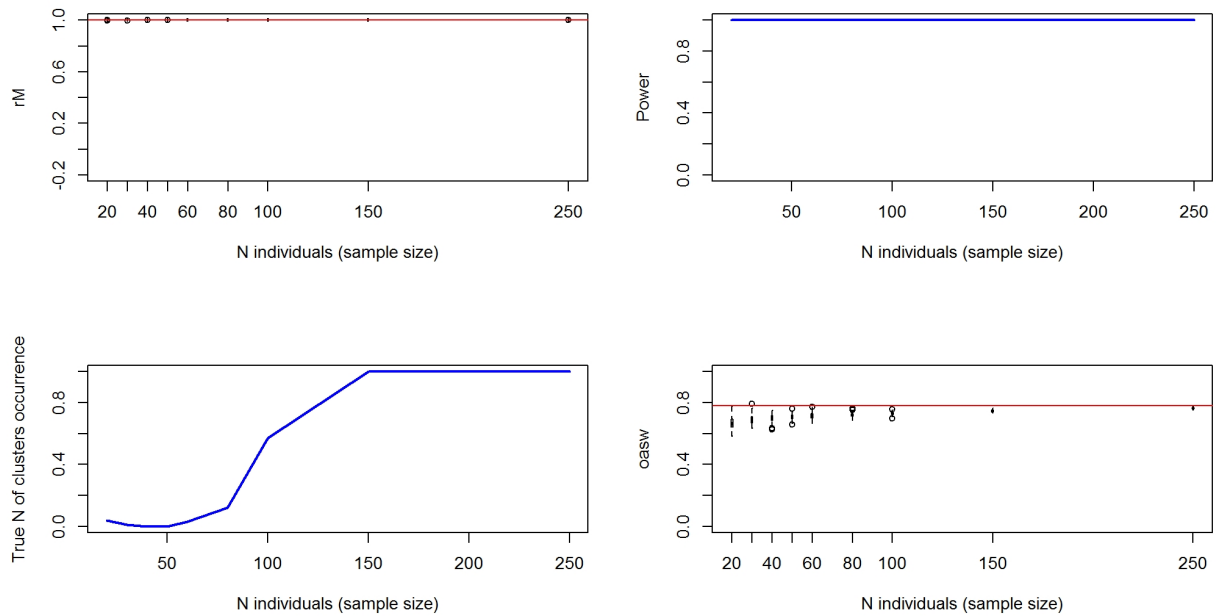 rM
-0.2 0.2 0.6 1.0
20 40 60 80 100 150 250
N individuals (sample size)
Power
0.0 0.4 0.8
50 100 150 200 250
N individuals (sample size)
True N of clusters occurrence
0.0 0.4 0.8
50 100 150 200 250
N individuals (sample size)
oasw
0.0 0.4 0.8
20 40 60 80 100 150 250
N individuals (sample size)